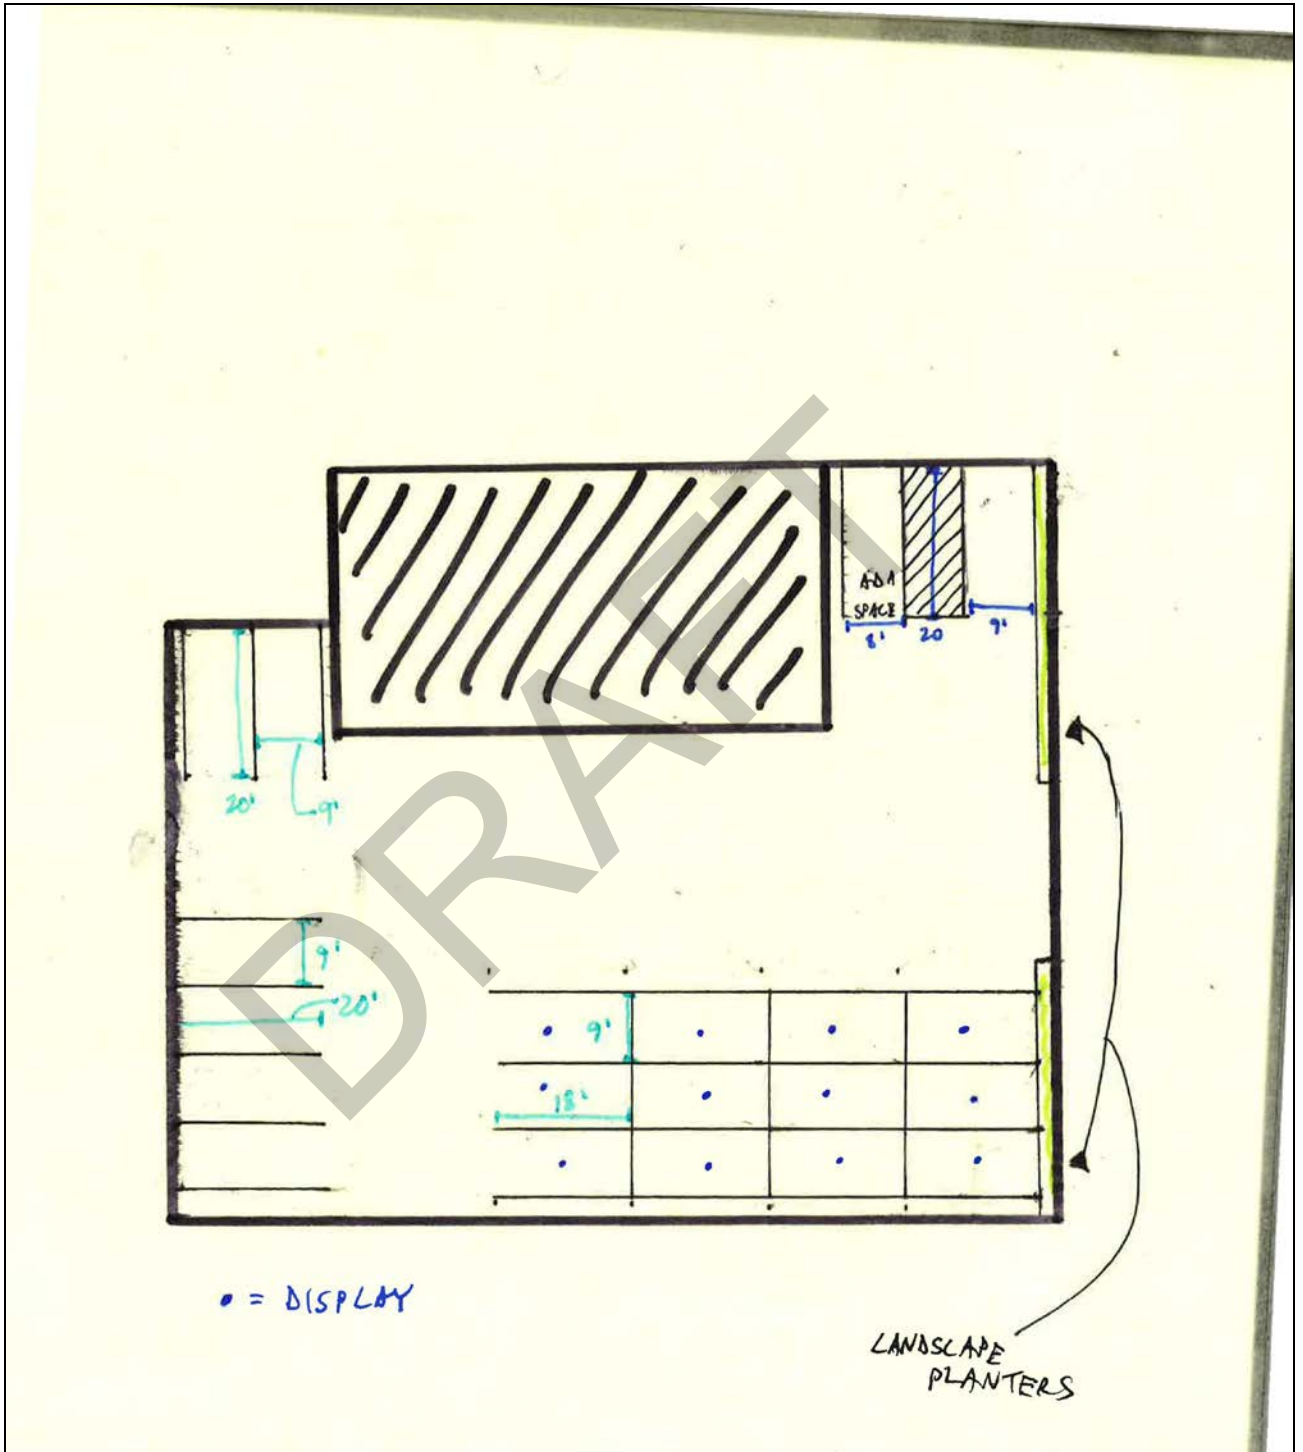 ADA
SPACE
8'
20
9'
20'
9'
9'
20'
9'
18'
• = DISPLAY
LANDSCAPE
PLANTERS
DRAFT